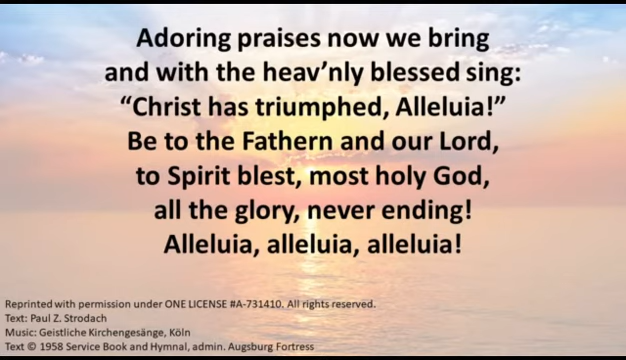 Adoring praises now we bring
and with the heav’nly blessed sing:
“Christ has triumphed, Alleluia!”
Be to the Fathern and our Lord,
to Spirit blest, most holy God,
all the glory, never ending!
Alleluia, alleluia, alleluia!
Reprinted with permission under ONE LICENSE #A-731410. All rights reserved.
Text: Paul Z. Strodach
Music: Geistliche Kirchengesänge, Köln
Text © 1958 Service Book and Hymnal, admin. Augsburg Fortress